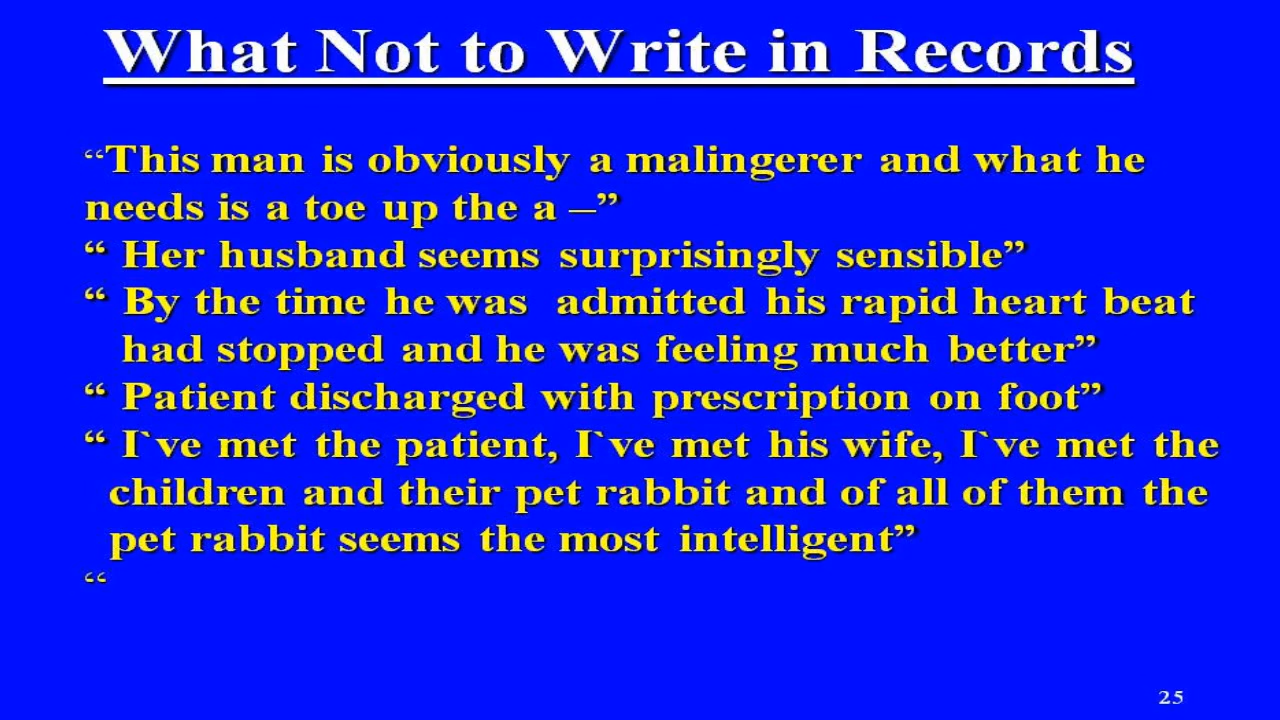 What Not to Write in Records
“This man is obviously a malingerer and what he
needs is a toe up the a –”
“ Her husband seems surprisingly sensible”
“ By the time he was admitted his rapid heart beat
had stopped and he was feeling much better”
“ Patient discharged with prescription on foot”
“ I`ve met the patient, I`ve met his wife, I`ve met the
children and their pet rabbit and of all of them the
pet rabbit seems the most intelligent”
“
25